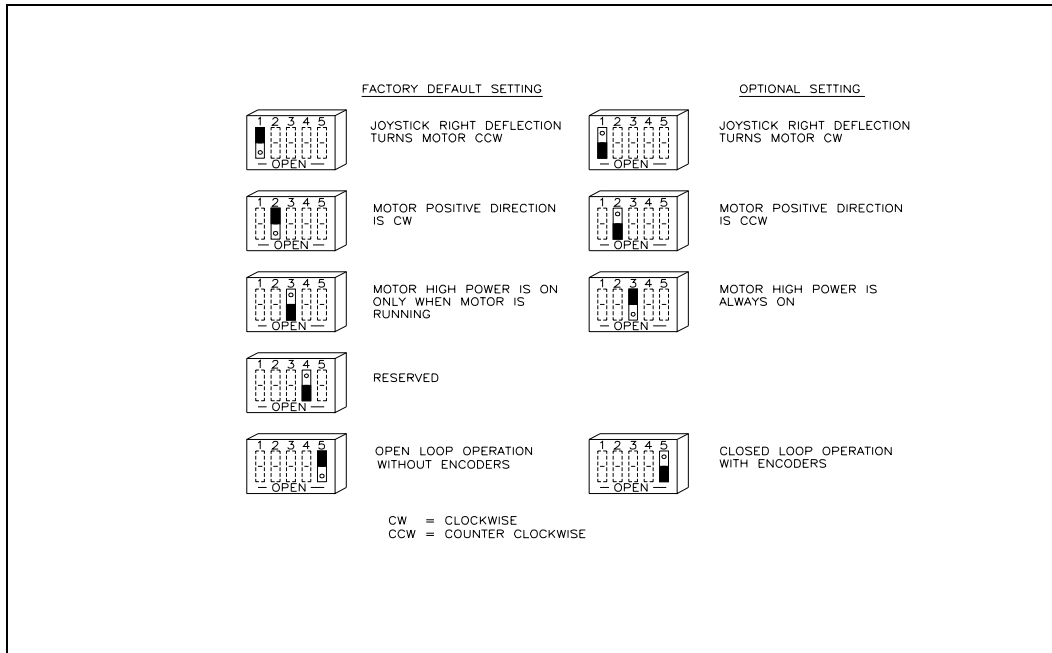 FACTORY DEFAULT SETTING
OPTIONAL SETTING
1 2 3 4 5
— OPEN —
JOYSTICK RIGHT DEFLECTION
TURNS MOTOR CCW
1 2 3 4 5
— OPEN —
JOYSTICK RIGHT DEFLECTION
TURNS MOTOR CW
1 2 3 4 5
— OPEN —
MOTOR POSITIVE DIRECTION
IS CW
1 2 3 4 5
— OPEN —
MOTOR POSITIVE DIRECTION
IS CCW
1 2 3 4 5
— OPEN —
MOTOR HIGH POWER IS ON
ONLY WHEN MOTOR IS
RUNNING
1 2 3 4 5
— OPEN —
MOTOR HIGH POWER IS
ALWAYS ON
1 2 3 4 5
— OPEN —
RESERVED
1 2 3 4 5
— OPEN —
OPEN LOOP OPERATION
WITHOUT ENCODERS
1 2 3 4 5
— OPEN —
CLOSED LOOP OPERATION
WITH ENCODERS
CW = CLOCKWISE
CCW = COUNTER CLOCKWISE